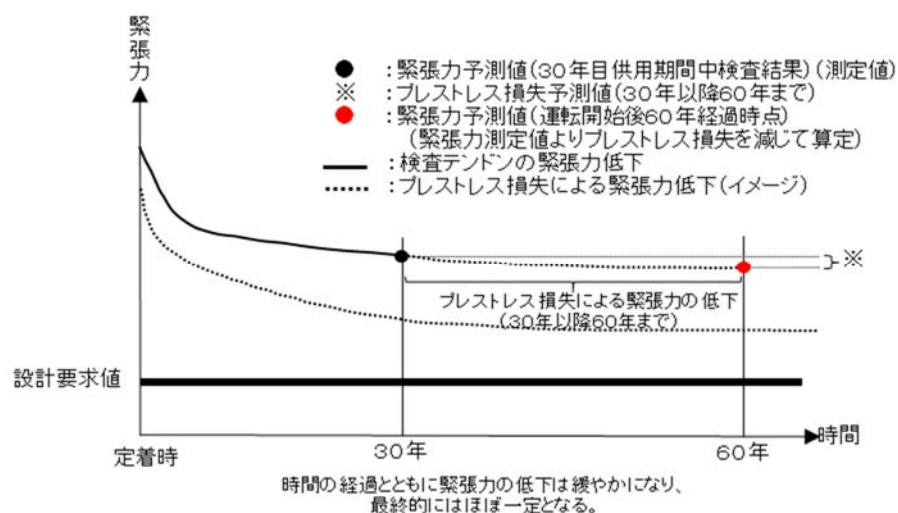 緊張力
● :緊張力予測値(30年目供用期間中検査結果)(測定値)
※ :プレストレス損失予測値(30年以降60年まで)
● :緊張力予測値(運転開始後60年経過時点)
(緊張力測定値よりプレストレス損失を減じて算定)
:検査テンドンの緊張力低下
:プレストレス損失による緊張力低下(イメージ)
※
プレストレス損失による緊張力の低下
(30年以降60年まで)
設計要求値
定着時
30年
60年
時間
時間の経過とともに緊張力の低下は緩やかになり、
最終的にはほぼ一定となる。